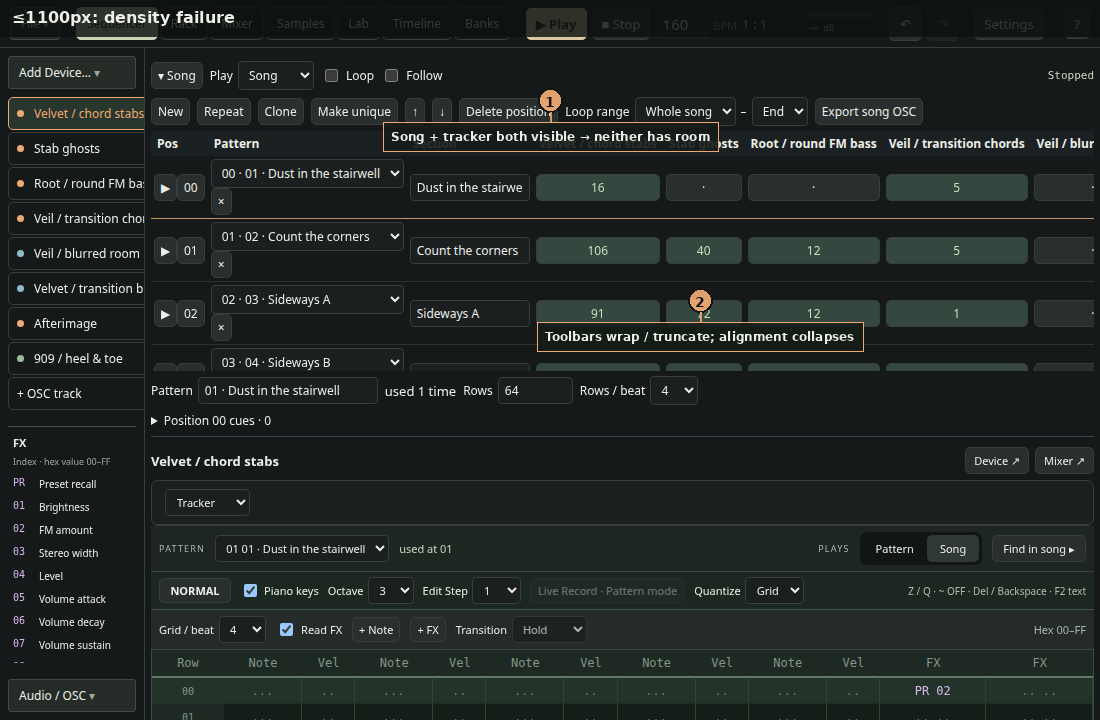 ≤1100px: density failure
Mixer Samples Lab Timeline Banks ▶ Play ■ Stop 160 BPM 1 : 1 -∞ dB Settings ?
Add Device... ▾
Velvet / chord stabs
Stab ghosts
Root / round FM bas
Veil / transition chor
Veil / blurred room
Velvet / transition b
Afterimage
909 / heel & toe
+ OSC track
FX
Index · hex value 00–FF
PR Preset recall
01 Brightness
02 FM amount
03 Stereo width
04 Level
05 Volume attack
06 Volume decay
07 Volume sustain
--
Audio / OSC ▾
▾ Song Play Song Loop Follow Stopped
New Repeat Clone Make unique ↑ ↓ Delete position Loop range Whole song – End Export song OSC
1
Song + tracker both visible → neither has room
Pos Pattern Section Velvet / chord stabs Stab ghosts Root / round FM bass Veil / transition chords Veil / blur
▶ 00 00 · 01 · Dust in the stairwell × Dust in the stairwe 16 · · 5 ·
▶ 01 01 · 02 · Count the corners × Count the corners 106 40 12 5
▶ 02 02 · 03 · Sideways A × Sideways A 91 12 1
2
Toolbars wrap / truncate; alignment collapses
03 · 04 · Sideways B
Pattern 01 · Dust in the stairwell used 1 time Rows 64 Rows / beat 4
▶ Position 00 cues · 0
Velvet / chord stabs Device ↗ Mixer ↗
Tracker
PATTERN 01 01 · Dust in the stairwell used at 01 PLAYS Pattern Song Find in song ▸
NORMAL Piano keys Octave 3 Edit Step 1 Live Record · Pattern mode Quantize Grid Z / Q · ~ OFF · Del / Backspace · F2 text
Grid / beat 4 Read FX + Note + FX Transition Hold Hex 00–FF
Row Note Vel Note Vel Note Vel Note Vel Note Vel FX FX
00 ... .. ... .. ... .. ... .. ... .. PR 02 .. ..
01